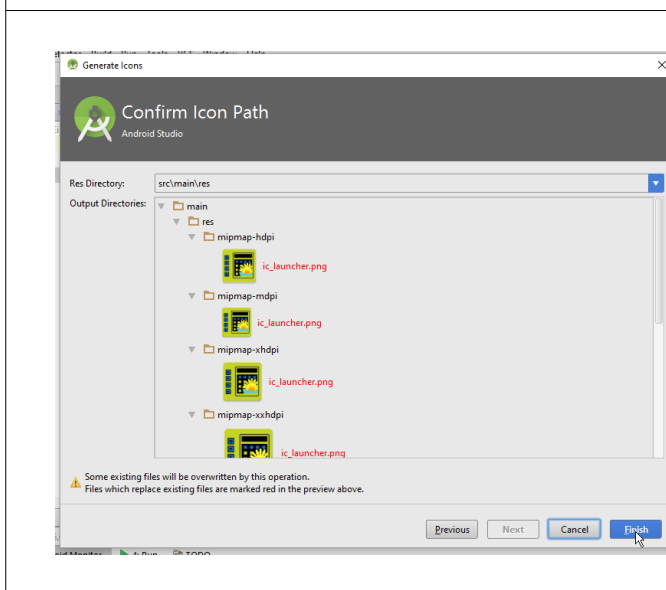 Generate Icons
Confirm Icon Path
Android Studio
Res Directory: src\main\res
Output Directories:
main
res
mipmap-hdpi
ic_launcher.png
mipmap-mdpi
ic_launcher.png
mipmap-xhdpi
ic_launcher.png
mipmap-xxhdpi
ic_launcher.png
Some existing files will be overwritten by this operation.
Files which replace existing files are marked red in the preview above.
Previous Next Cancel Finish